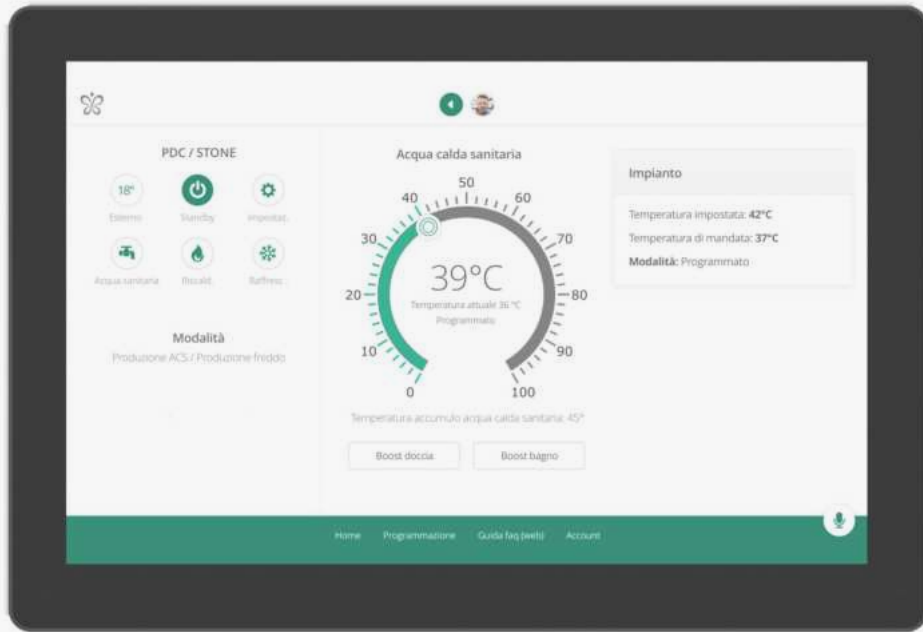 PDC / STONE
18°
Esterno
Standby
Impostaz.
Acqua sanitaria
Riscald.
Raffresc.
Modalità
Produzione ACS / Produzione freddo
Acqua calda sanitaria
0
10
20
30
40
50
60
70
80
90
100
39°C
Temperatura attuale 36 °C
Programmato
Temperatura accumulo acqua calda sanitaria: 45°
Boost doccia
Boost bagno
Impianto
Temperatura impostata: 42°C
Temperatura di mandata: 37°C
Modalità: Programmato
Home
Programmazione
Guida faq (web)
Account